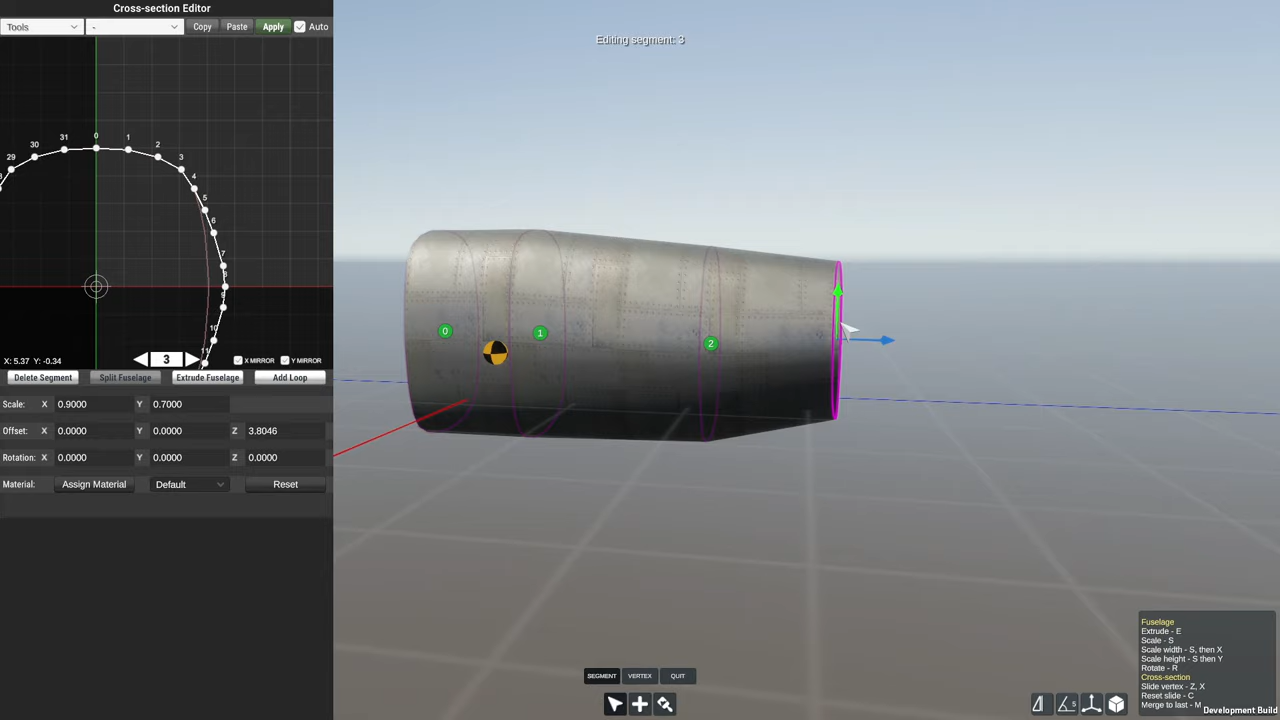 Cross-section Editor
Tools - Copy Paste Apply Auto
Editing segment: 3
29 30 31 0 1 2 3 4 5 6 7 8 9 10 11
X: 5.37 Y: -0.34 3 X MIRROR Y MIRROR
Delete Segment Split Fuselage Extrude Fuselage Add Loop
Scale: X 0.9000 Y 0.7000
Offset: X 0.0000 Y 0.0000 Z 3.8046
Rotation: X 0.0000 Y 0.0000 Z 0.0000
Material: Assign Material Default Reset
0 1 2
SEGMENT VERTEX QUIT
Fuselage
Extrude - E
Scale - S
Scale width - S, then X
Scale height - S then Y
Rotate - R
Cross-section
Slide vertex - Z, X
Reset slide - C
Merge to last - M
Development Build